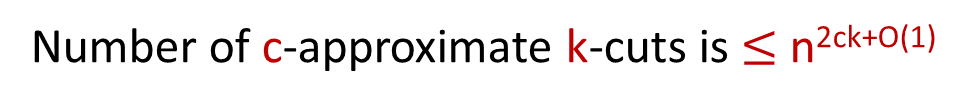 Number of c-approximate k-cuts is ≤ n^{2ck+O(1)}